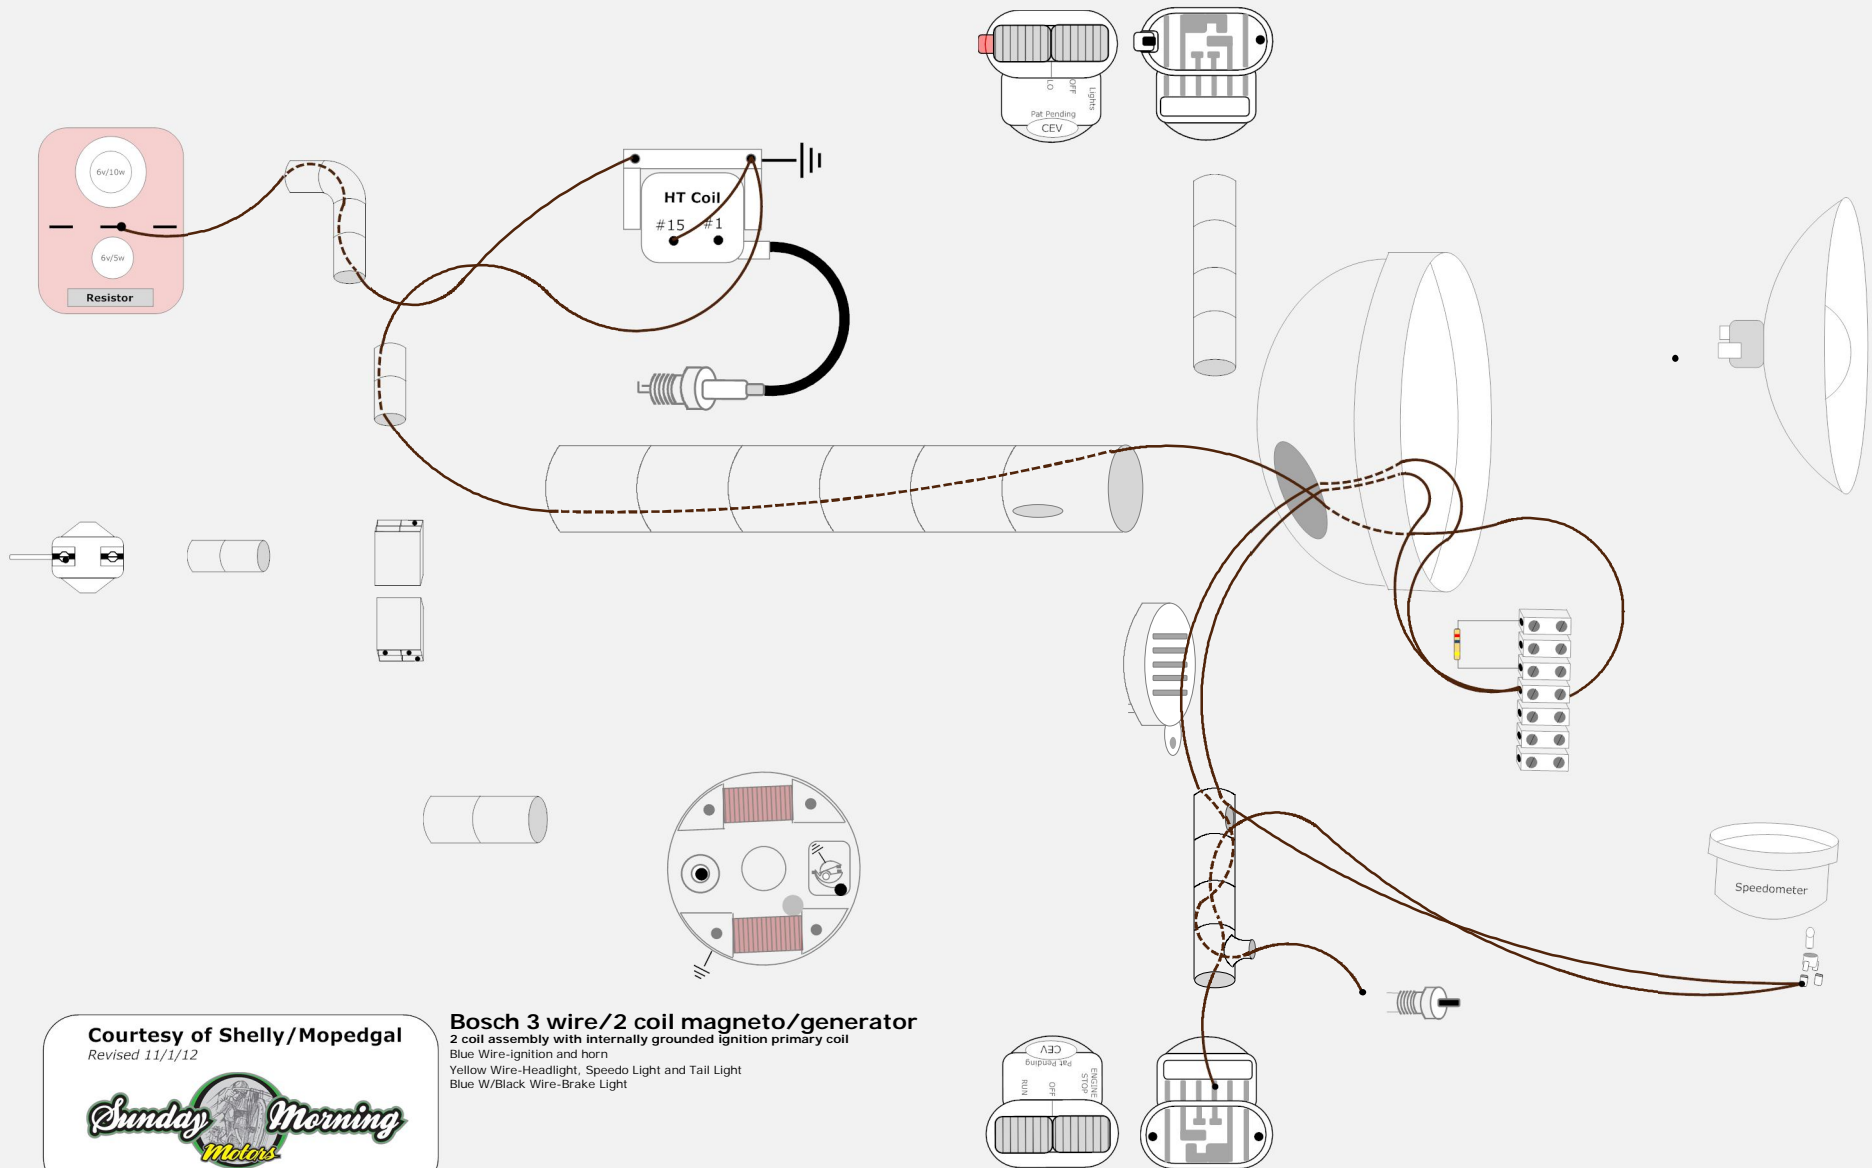 LO
OFF
Lights
Pat Pending
CEV
6v/10w
6v/5w
Resistor
HT Coil
#15 #1
Speedometer
Courtesy of Shelly/Mopedgal
Revised 11/1/12
Sunday Morning
Motors
Bosch 3 wire/2 coil magneto/generator
2 coil assembly with internally grounded ignition primary coil
Blue Wire-ignition and horn
Yellow Wire-Headlight, Speedo Light and Tail Light
Blue W/Black Wire-Brake Light
CEV
Pat Pending
RUN
OFF
ENGINE
STOP